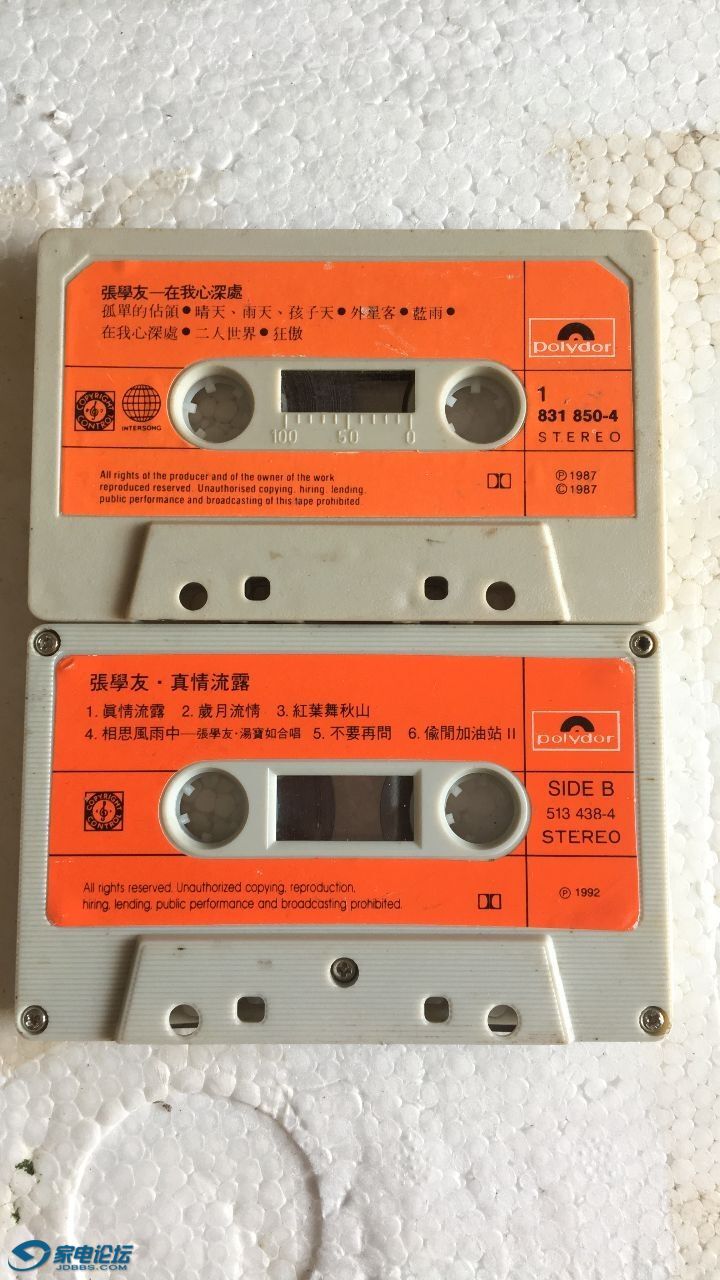 張學友—在我心深處
孤單的佔領●晴天、雨天、孩子天●外星客●藍雨●
在我心深處●二人世界●狂傲
polydor
COPYRIGHT CONTROL
INTERSONG
100 50 0
1
831 850-4
STEREO
All rights of the producer and of the owner of the work
reproduced reserved. Unauthorised copying, hiring, lending,
public performance and broadcasting of this tape prohibited.
Ⓟ 1987
© 1987
張學友·真情流露
1. 眞情流露 2. 歲月流情 3. 紅葉舞秋山
4. 相思風雨中—張學友·湯寶如合唱 5. 不要再問 6. 偸閒加油站 II
polydor
COPYRIGHT CONTROL
SIDE B
513 438-4
STEREO
All rights reserved. Unauthorized copying, reproduction,
hiring, lending, public performance and broadcasting prohibited.
Ⓟ 1992
家电论坛
JDBBS.COM